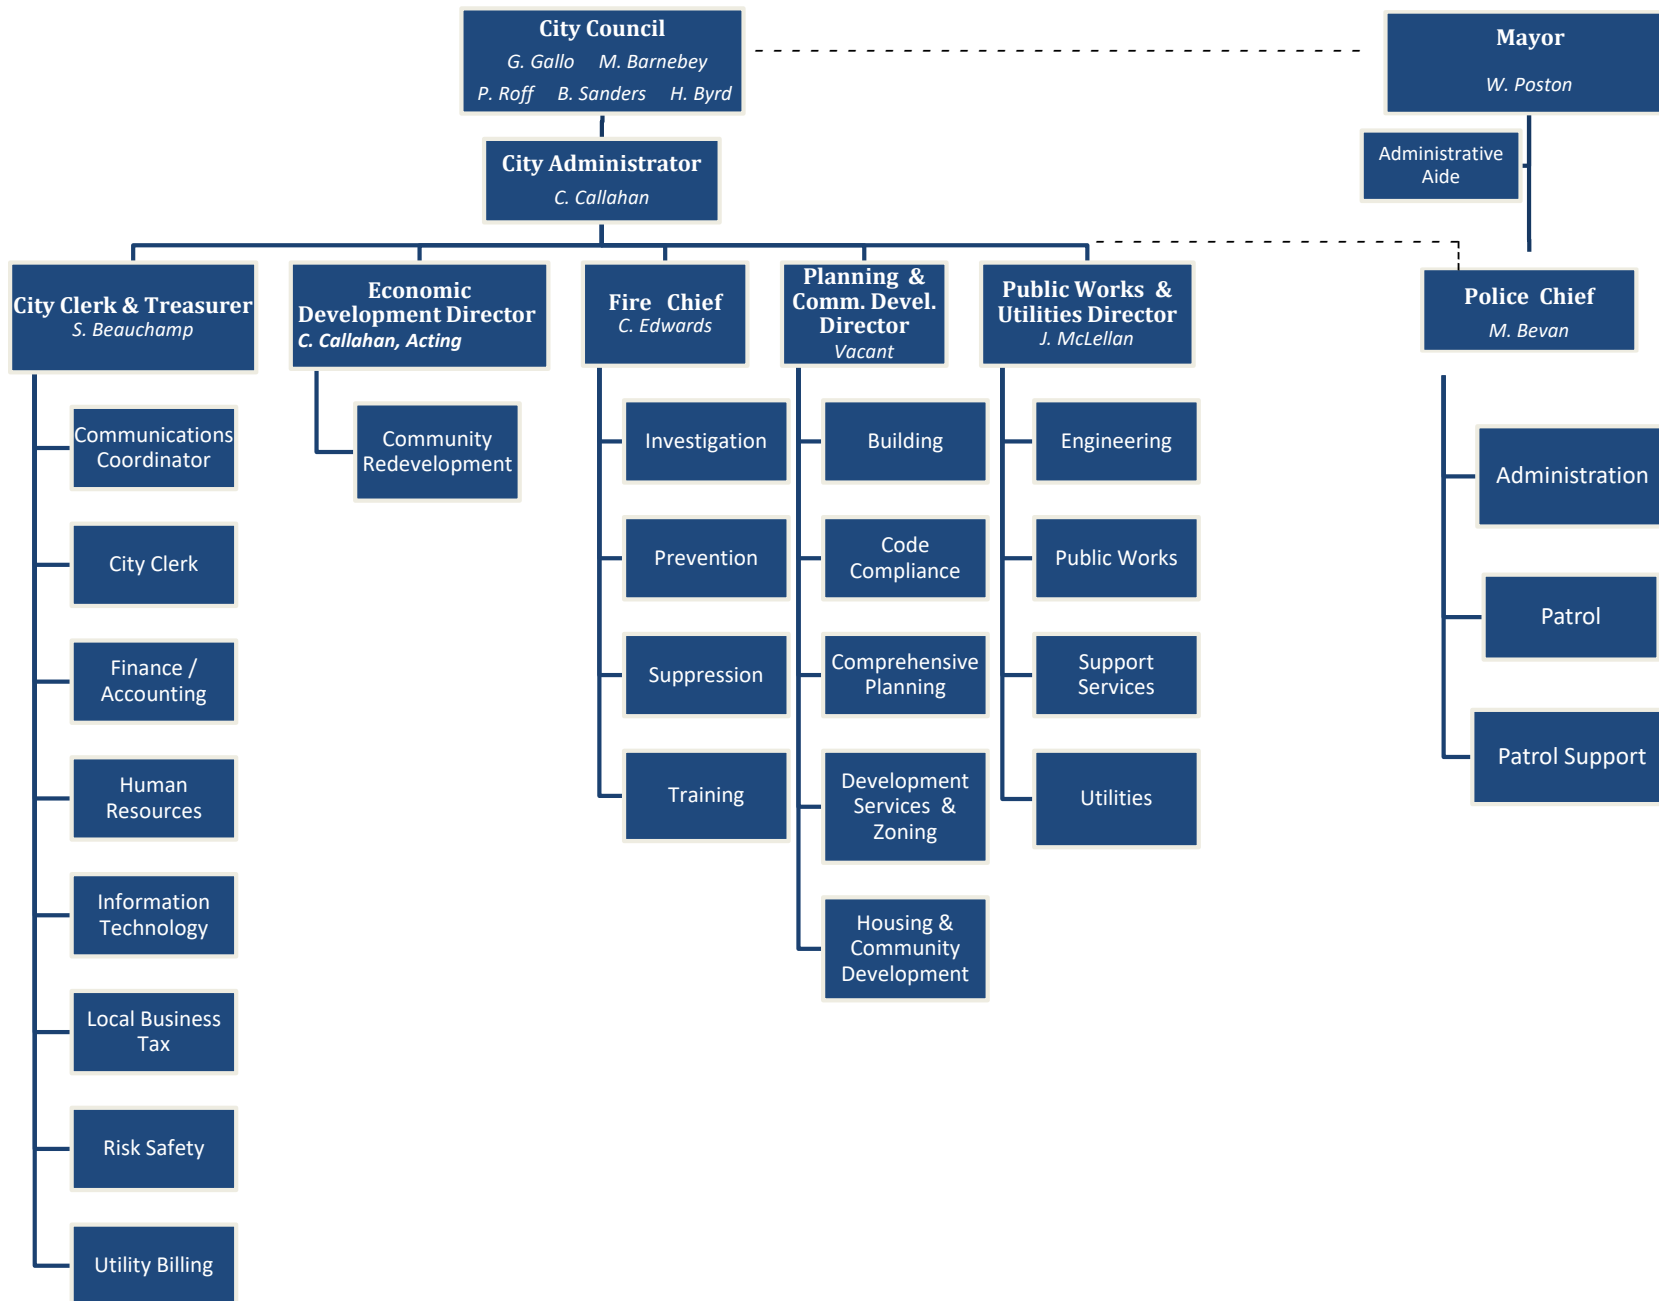 City Council
G. Gallo M. Barnebey
P. Roff B. Sanders H. Byrd
Mayor
W. Poston
Administrative
Aide
City Administrator
C. Callahan
City Clerk & Treasurer
S. Beauchamp
Economic
Development Director
C. Callahan, Acting
Fire Chief
C. Edwards
Planning &
Comm. Devel.
Director
Vacant
Public Works &
Utilities Director
J. McLellan
Police Chief
M. Bevan
Communications
Coordinator
City Clerk
Finance /
Accounting
Human
Resources
Information
Technology
Local Business
Tax
Risk Safety
Utility Billing
Community
Redevelopment
Investigation
Prevention
Suppression
Training
Building
Code
Compliance
Comprehensive
Planning
Development
Services &
Zoning
Housing &
Community
Development
Engineering
Public Works
Support
Services
Utilities
Administration
Patrol
Patrol Support